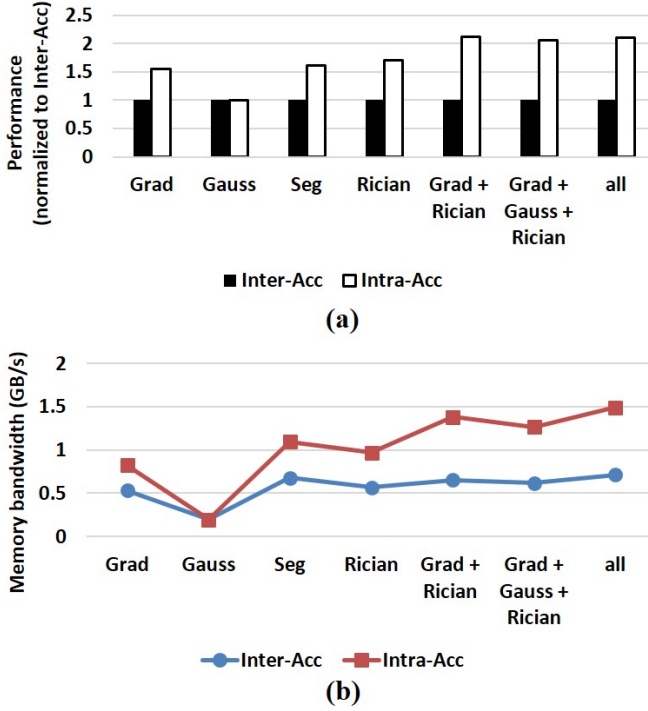 2.5
2
1.5
1
0.5
0
Performance
(normalized to Inter-Acc)
Grad Gauss Seg Rician Grad + Grad + all
Rician Gauss +
Rician
Inter-Acc Intra-Acc
(a)
2
1.5
1
0.5
0
Memory bandwidth (GB/s)
Grad Gauss Seg Rician Grad + Grad + all
Rician Gauss +
Rician
Inter-Acc Intra-Acc
(b)